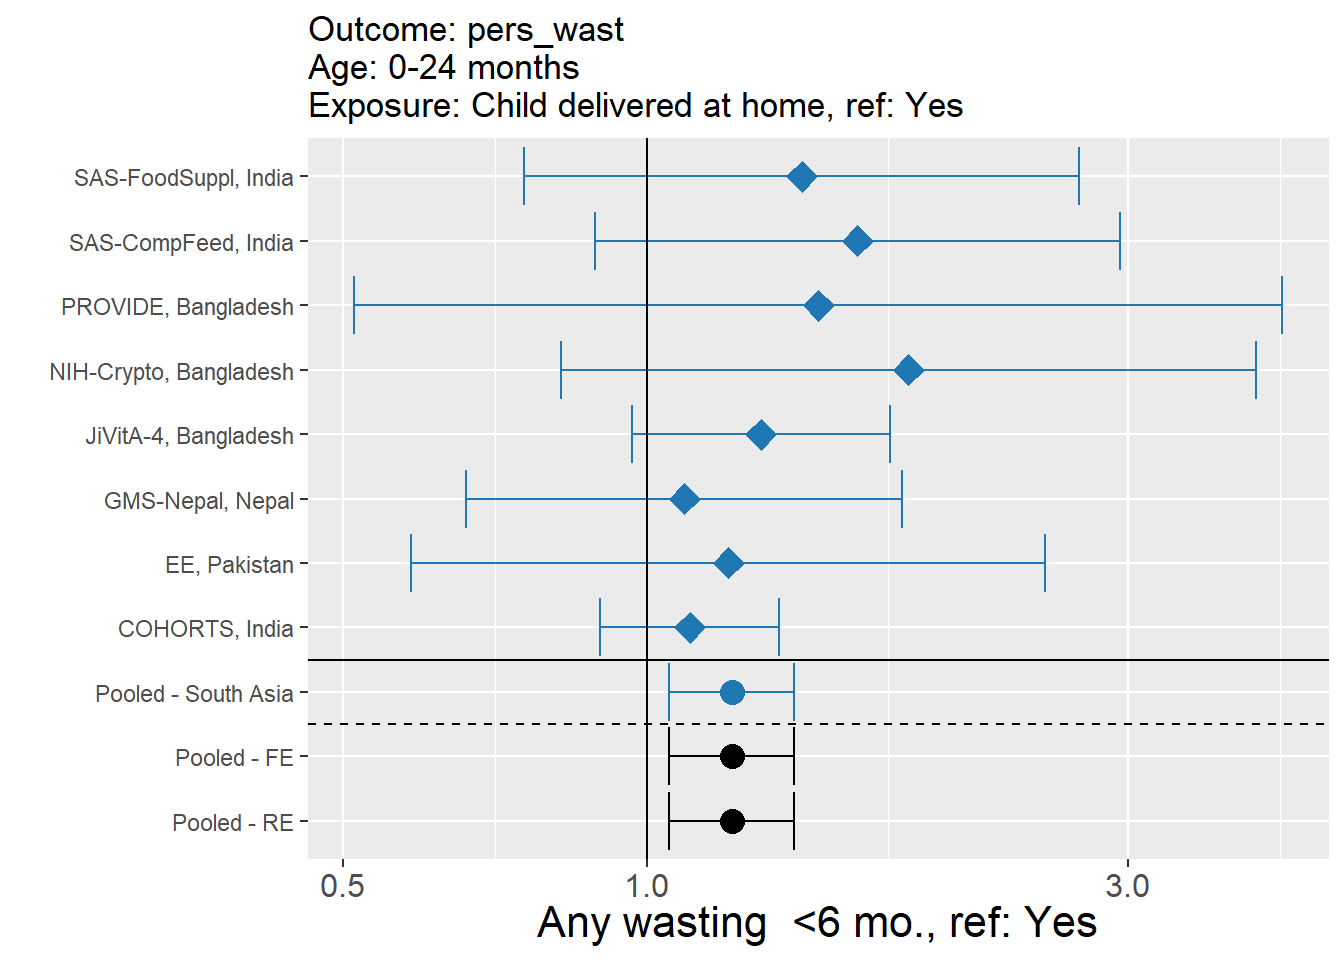 Outcome: pers_wast
Age: 0-24 months
Exposure: Child delivered at home, ref: Yes
SAS-FoodSuppl, India
SAS-CompFeed, India
PROVIDE, Bangladesh
NIH-Crypto, Bangladesh
JiVitA-4, Bangladesh
GMS-Nepal, Nepal
EE, Pakistan
COHORTS, India
Pooled - South Asia
Pooled - FE
Pooled - RE
0.5 1.0 3.0
Any wasting  <6 mo., ref: Yes